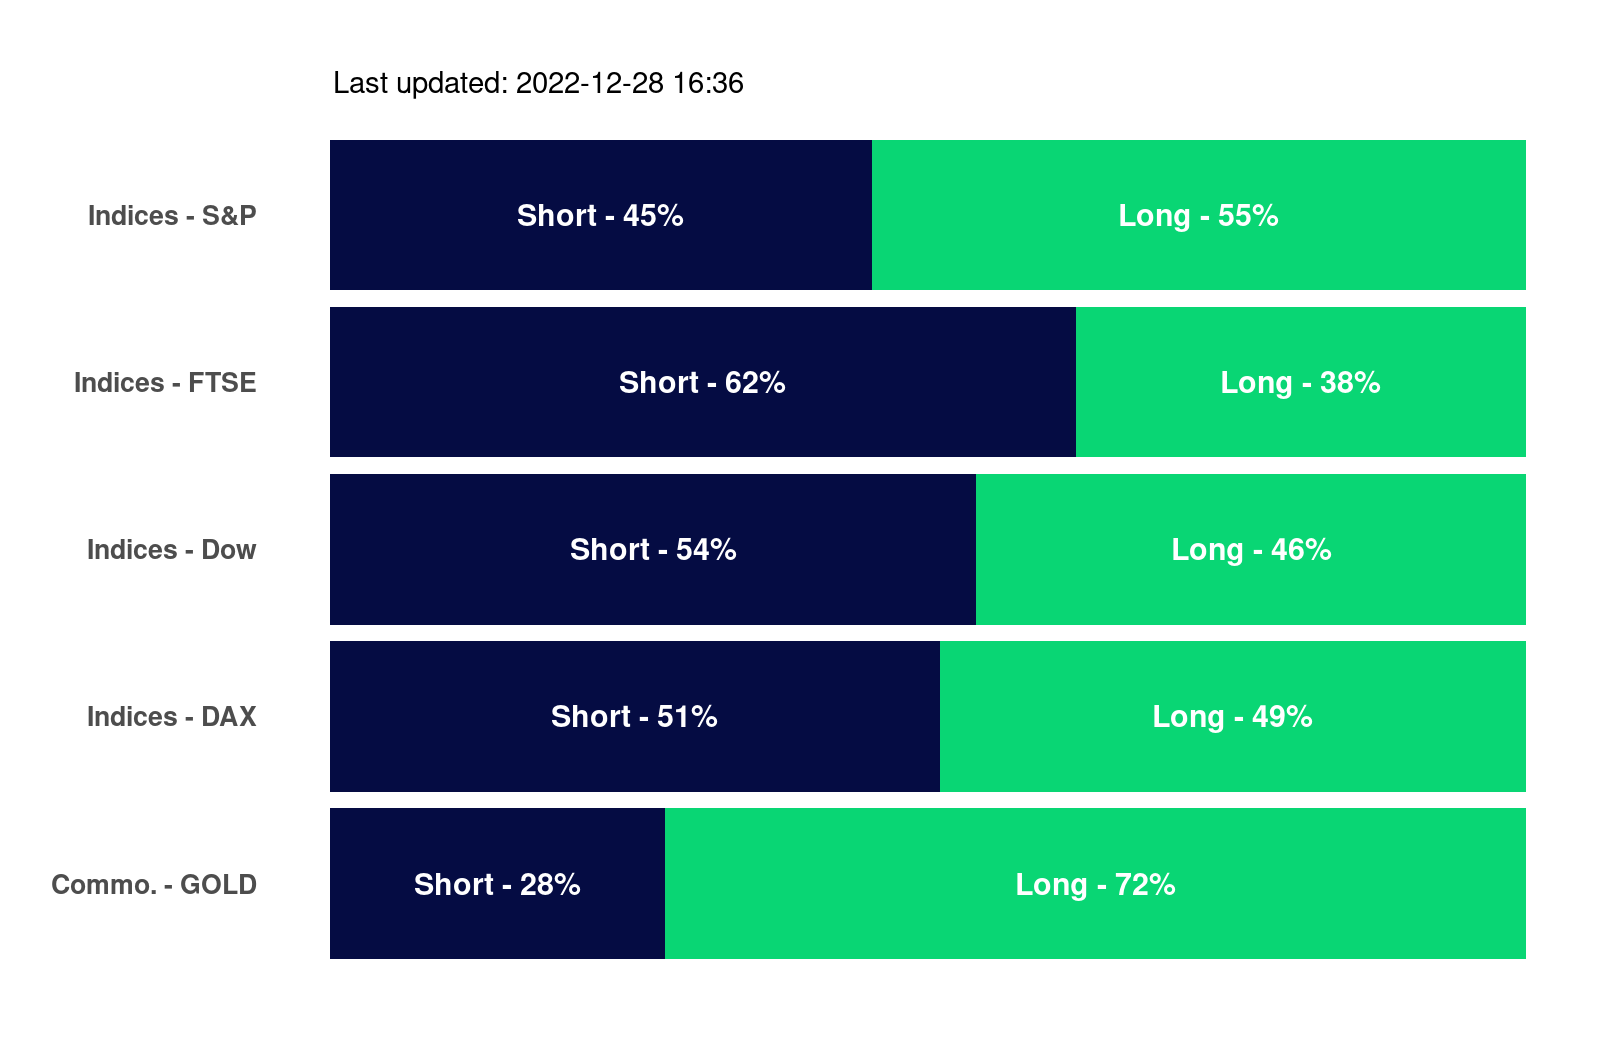 Last updated: 2022-12-28 16:36
Indices - S&P Short - 45% Long - 55%
Indices - FTSE Short - 62% Long - 38%
Indices - Dow Short - 54% Long - 46%
Indices - DAX Short - 51% Long - 49%
Commo. - GOLD Short - 28% Long - 72%